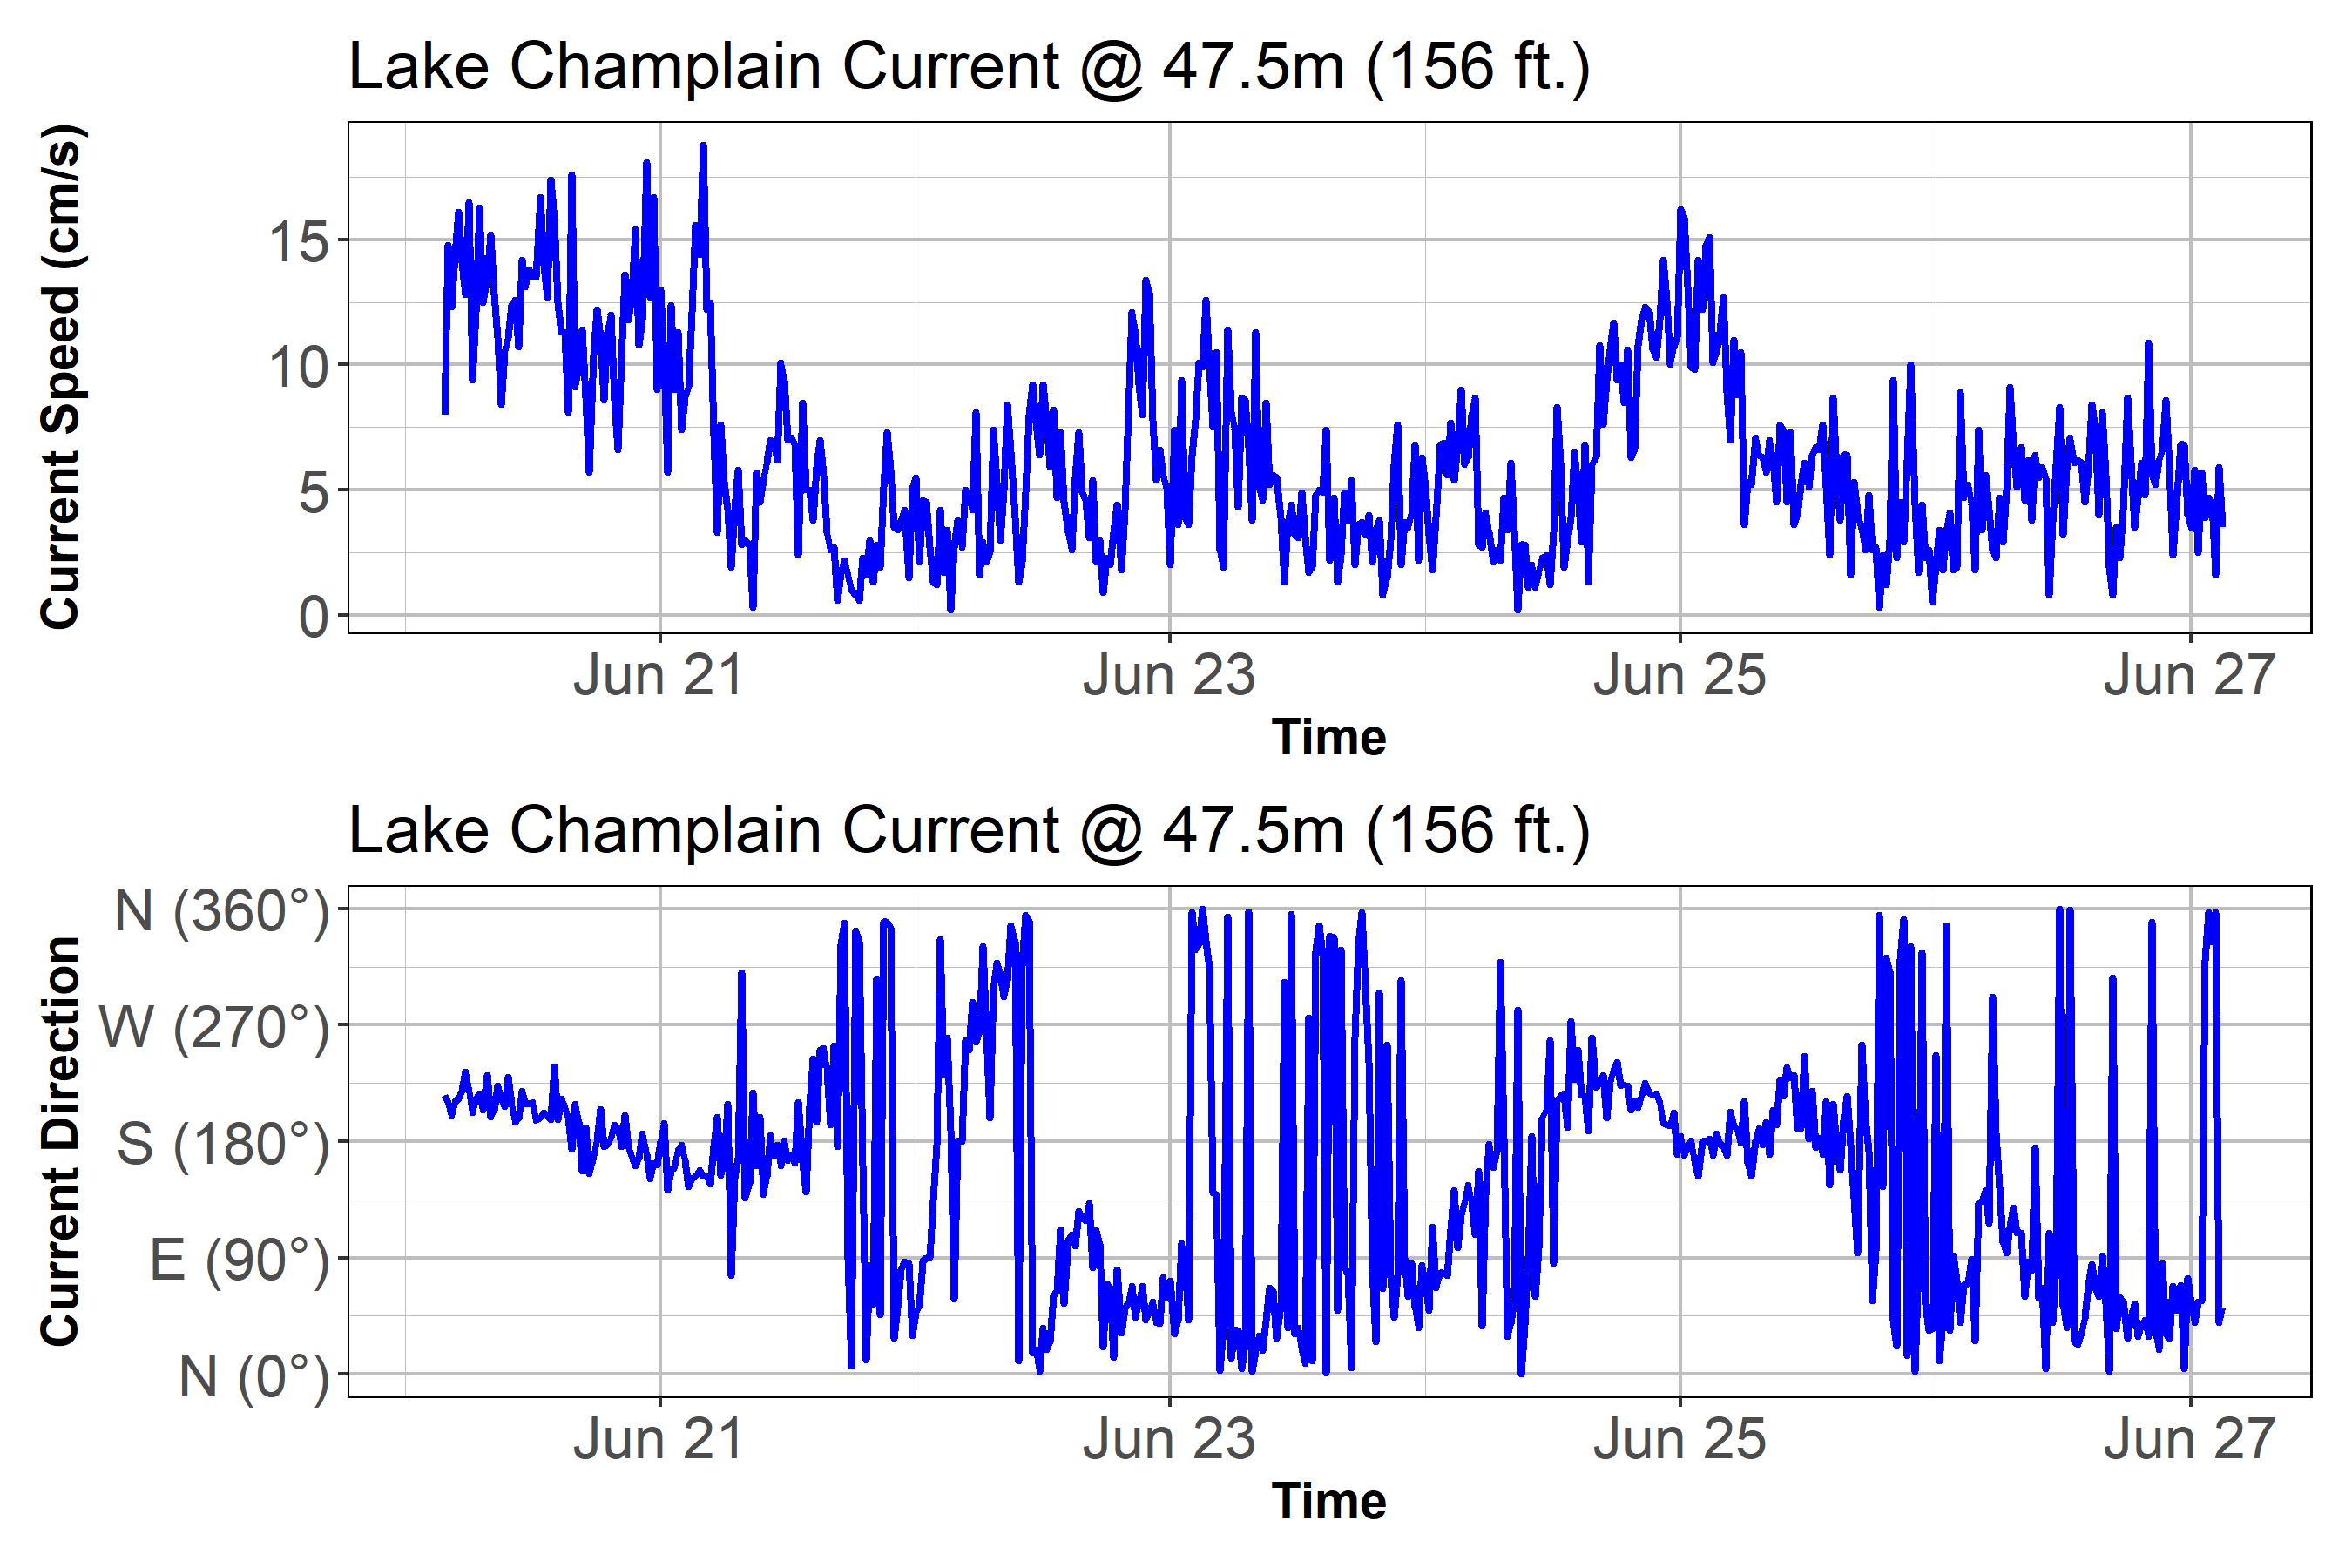 Lake Champlain Current @ 47.5m (156 ft.)
Current Speed (cm/s)
15
10
5
0
Jun 21 Jun 23 Jun 25 Jun 27
Time
Lake Champlain Current @ 47.5m (156 ft.)
Current Direction
N (360°)
W (270°)
S (180°)
E (90°)
N (0°)
Jun 21 Jun 23 Jun 25 Jun 27
Time